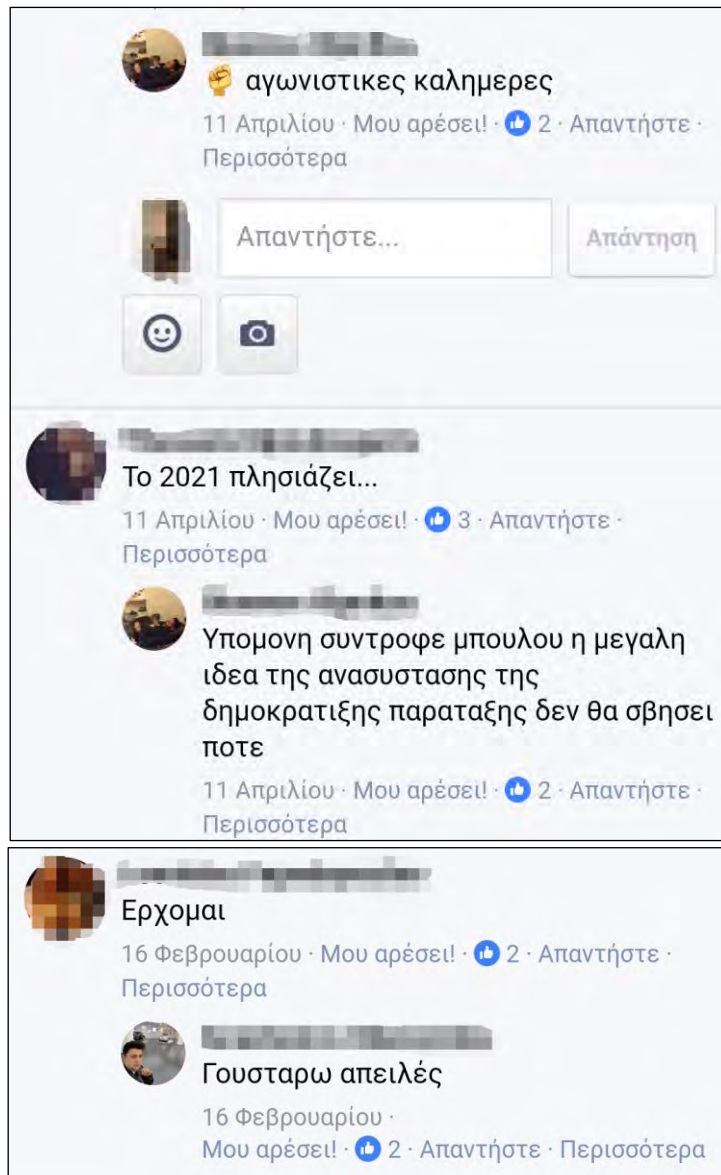 ✊ αγωνιστικες καλημερες
11 Απριλίου · Μου αρέσει! · 2 · Απαντήστε ·
Περισσότερα
Απαντήστε...
Απάντηση
Το 2021 πλησιάζει...
11 Απριλίου · Μου αρέσει! · 3 · Απαντήστε ·
Περισσότερα
Υπομονη συντροφε μπουλου η μεγαλη
ιδεα της ανασυστασης της
δημοκρατιξης παραταξης δεν θα σβησει
ποτε
11 Απριλίου · Μου αρέσει! · 2 · Απαντήστε ·
Περισσότερα
Ερχομαι
16 Φεβρουαρίου · Μου αρέσει! · 2 · Απαντήστε ·
Περισσότερα
Γουσταρω απειλές
16 Φεβρουαρίου ·
Μου αρέσει! · 2 · Απαντήστε · Περισσότερα